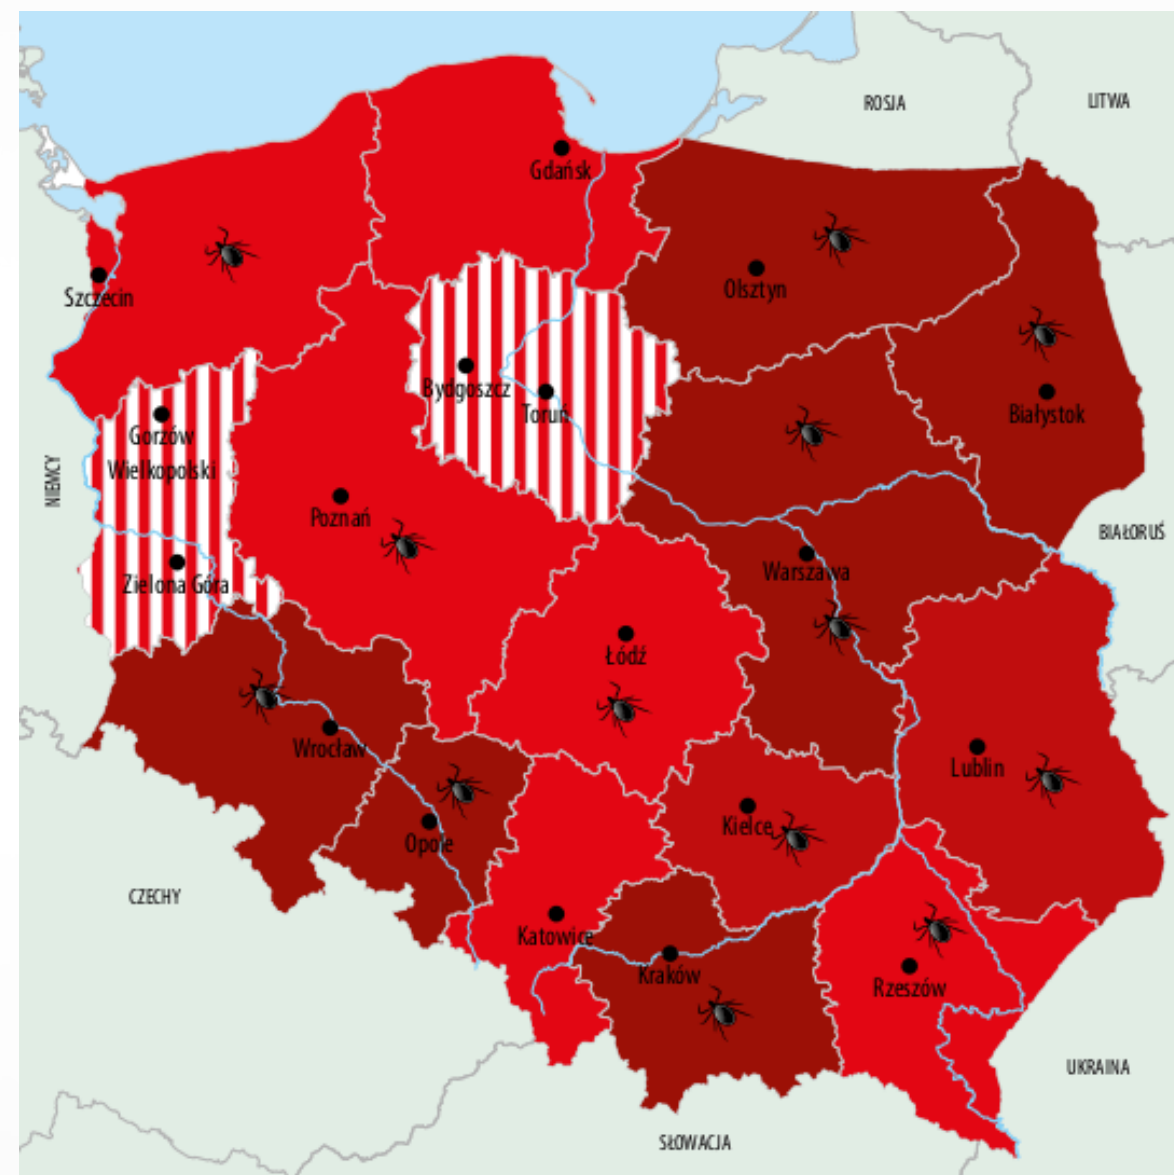 ROSJA
LITWA
Gdańsk
Olsztyn
Szczecin
Bydgoszcz
Toruń
Białystok
Gorzów
Wielkopolski
NIEMCY
Poznań
BIAŁORUŚ
Warszawa
Zielona Góra
Łódź
Wrocław
Lublin
Kielce
Opole
CZECHY
Katowice
Kraków
Rzeszów
UKRAINA
SŁOWACJA